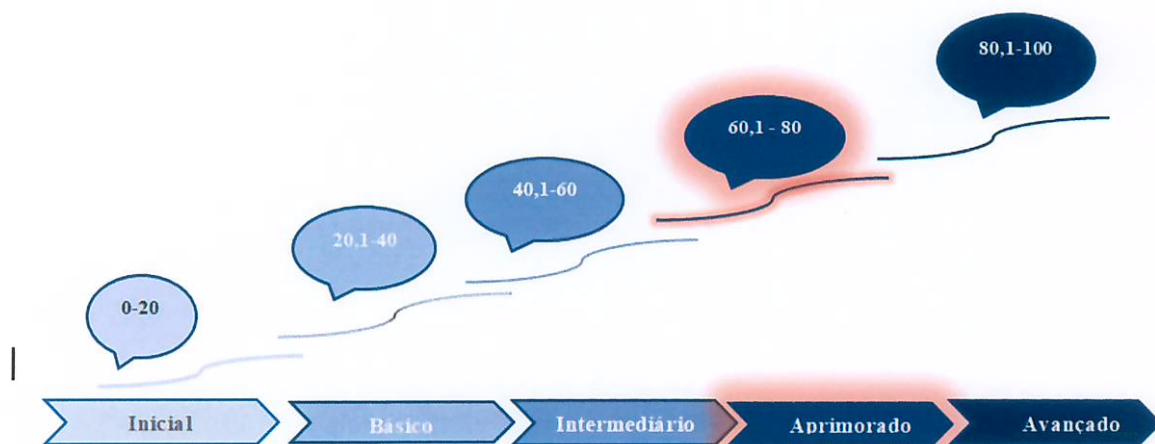 80,1-100
60,1 - 80
40,1-60
20,1-40
0-20
Inicial
Básico
Intermediário
Aprimorado
Avançado